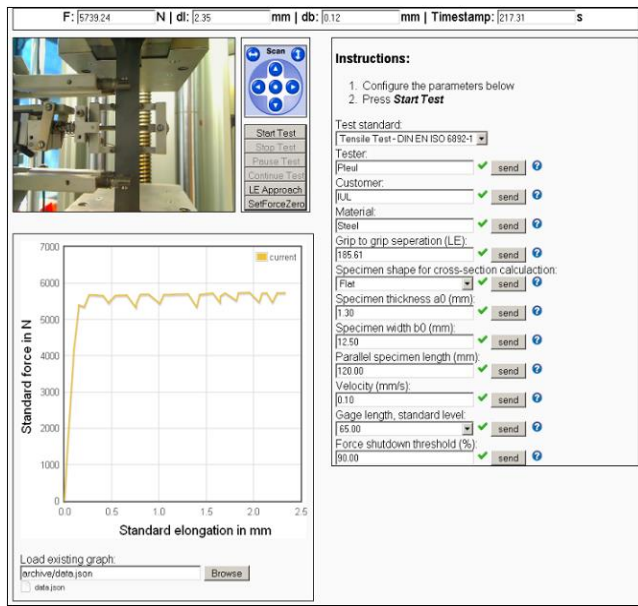 F: 5739.24 N | dl: 2.35 mm | db: 0.12 mm | Timestamp: 217.31 s
Scan
Start Test
Stop Test
Pause Test
Continue Test
LE Approach
SetForceZero
Instructions:
1. Configure the parameters below
2. Press Start Test
Test standard:
Tensile Test - DIN EN ISO 6892-1
Tester:
Pleul send ?
Customer:
IUL send ?
Material:
Steel send ?
Grip to grip seperation (LE):
185.61 send ?
Specimen shape for cross-section calculaction:
Flat send ?
Specimen thickness a0 (mm):
1.30 send ?
Specimen width b0 (mm):
12.50 send ?
Parallel specimen length (mm):
120.00 send ?
Velocity (mm/s):
0.10 send ?
Gage length, standard level:
65.00 send ?
Force shutdown threshold (%):
90.00 send ?
current
Standard force in N
7000
6000
5000
4000
3000
2000
1000
0
0.0 0.5 1.0 1.5 2.0 2.5
Standard elongation in mm
Load existing graph:
archive/data.json Browse
data.json